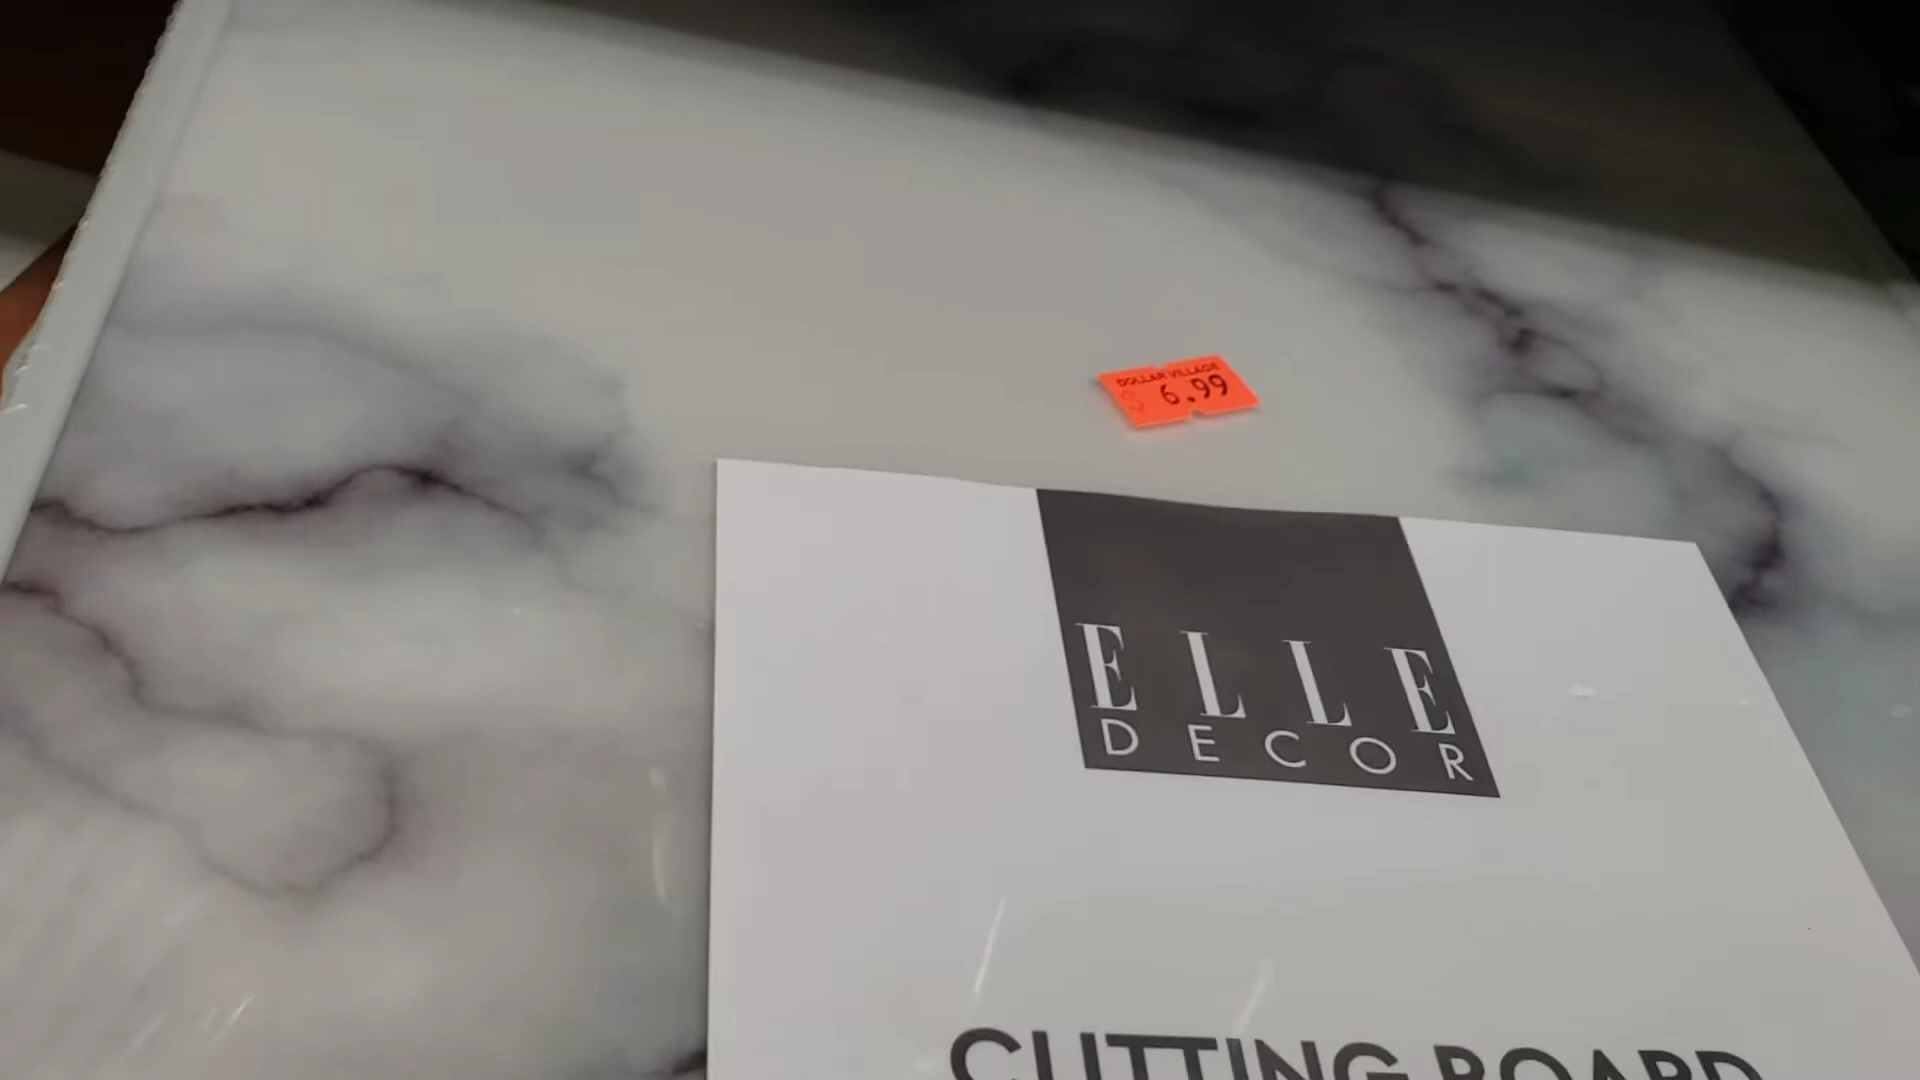 DOLLAR VILLAGE
6.99
ELLE
DECOR
CUTTING BOARD